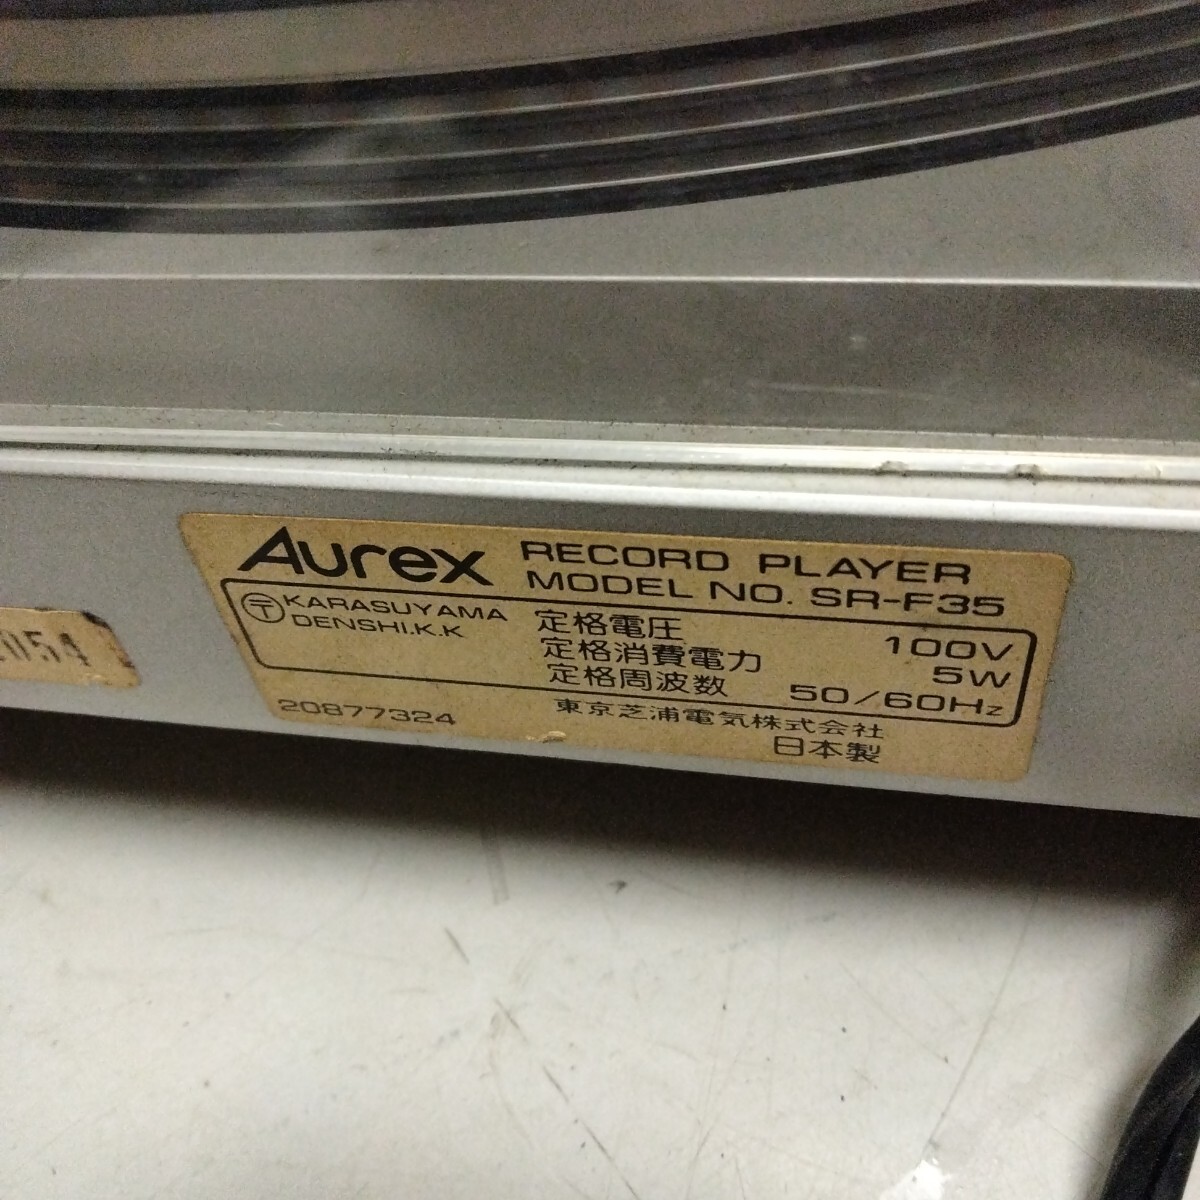 Aurex RECORD PLAYER
MODEL NO. SR-F35
〒 KARASUYAMA
DENSHI.K.K
定格電圧 100V
定格消費電力 5W
定格周波数 50/60Hz
20877324 東京芝浦電気株式会社
日本製